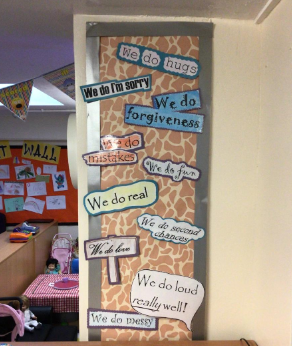 We do hugs
We do I'm sorry
We do
forgiveness
We do
mistakes
We do fun
We do real
We do second
chances!
We do love
We do loud
really well!
We do messy
WALL